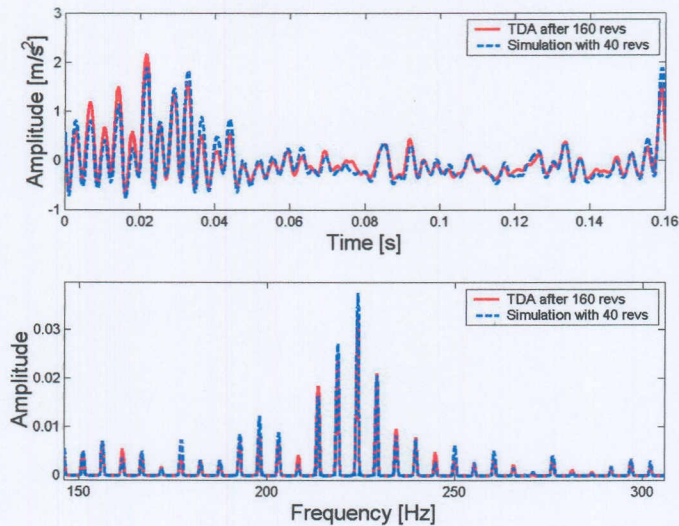 TDA after 160 revs
Simulation with 40 revs
Amplitude [m/s²]
3
2
1
0
-1
0
0.02
0.04
0.06
0.08
0.1
0.12
0.14
0.16
Time [s]
TDA after 160 revs
Simulation with 40 revs
Amplitude
0.03
0.02
0.01
0
150
200
250
300
Frequency [Hz]